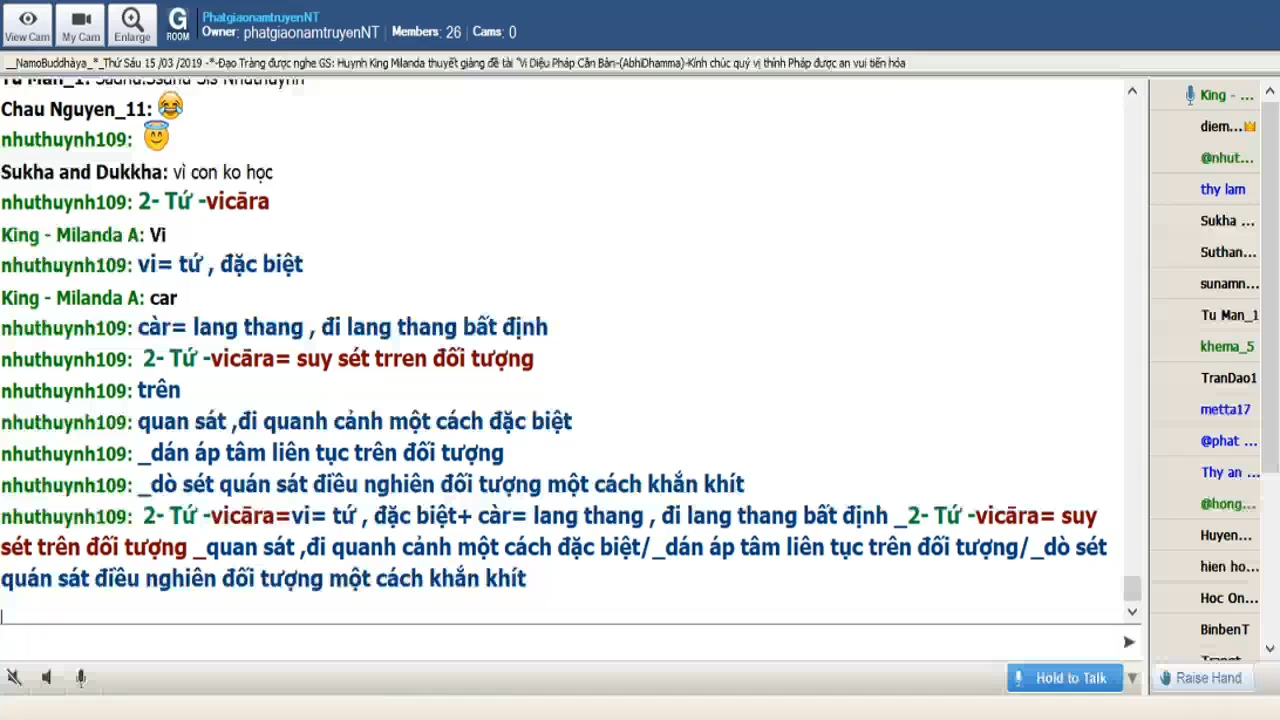 PhatgiaonamtruyenNT
Owner: phatgiaonamtruyenNT Members: 26 Cams: 0
View Cam
My Cam
Enlarge
G
ROOM
__NamoBuddhàya_*_Thứ Sáu 15 /03 /2019 -*-Đạo Tràng được nghe GS: Huynh King Milanda thuyết giảng đề tài "Vi Diệu Pháp Căn Bản-(AbhiDhamma)-Kính chúc quý vị thính Pháp được an vui tiến hóa
Chau Nguyen_11: 😂
nhuthuynh109: 😇
Sukha and Dukkha: vì con ko học
nhuthuynh109: 2- Tứ -vicāra
King - Milanda A: Vi
nhuthuynh109: vi= tứ , đặc biệt
King - Milanda A: car
nhuthuynh109: càr= lang thang , đi lang thang bất định
nhuthuynh109: 2- Tứ -vicāra= suy sét trren đối tượng
nhuthuynh109: trên
nhuthuynh109: quan sát ,đi quanh cảnh một cách đặc biệt
nhuthuynh109: _dán áp tâm liên tục trên đối tượng
nhuthuynh109: _dò sét quán sát điều nghiên đối tượng một cách khắn khít
nhuthuynh109: 2- Tứ -vicāra=vi= tứ , đặc biệt+ càr= lang thang , đi lang thang bất định _2- Tứ -vicāra= suy
sét trên đối tượng _quan sát ,đi quanh cảnh một cách đặc biệt/_dán áp tâm liên tục trên đối tượng/_dò sét
quán sát điều nghiên đối tượng một cách khắn khít
King - ...
diem...
@nhut...
thy lam
Sukha ...
Suthan...
sunamn...
Tu Man_1
khema_5
TranDao1
metta17
@phat ...
Thy an ...
@hong...
Huyen...
hien ho...
Hoc On...
BinbenT
Hold to Talk
Raise Hand